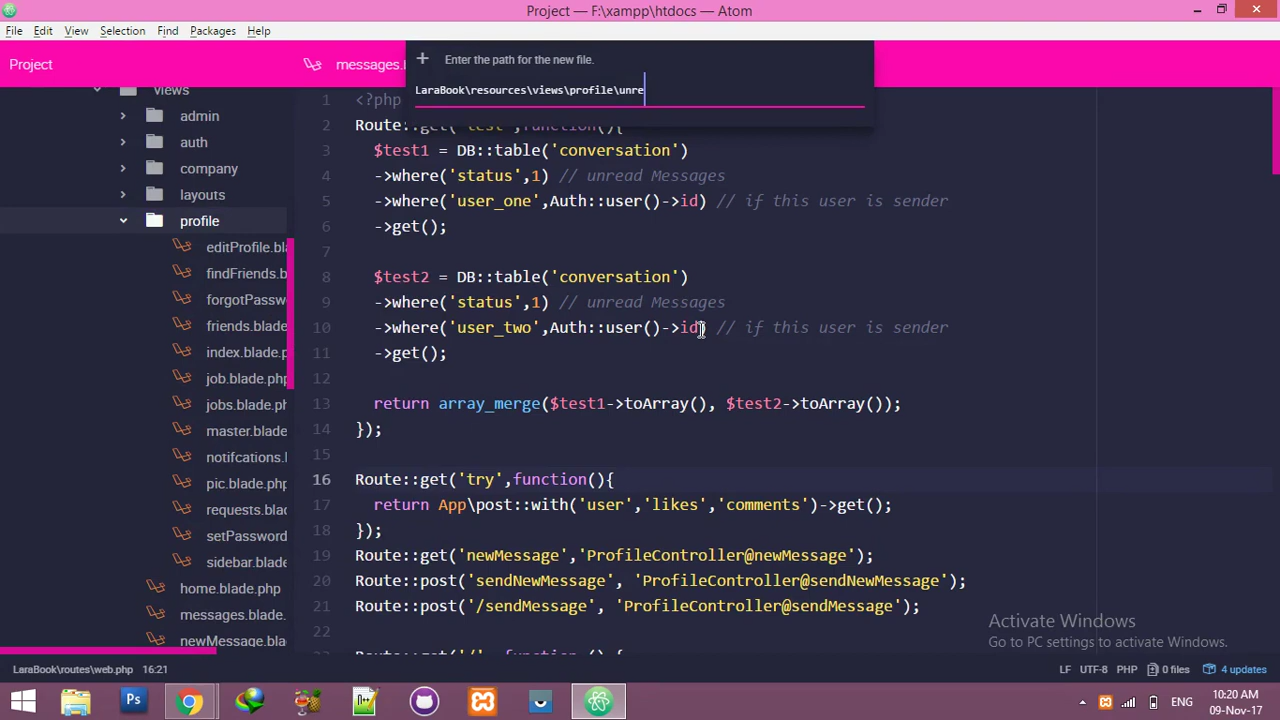 Project — F:\xampp\htdocs — Atom
File Edit View Selection Find Packages Help
Project
messages.
Enter the path for the new file.
LaraBook\resources\views\profile\unre
views
admin
auth
company
layouts
profile
editProfile.bla
findFriends.b
forgotPassw
friends.blade
index.blade.p
job.blade.php
jobs.blade.ph
master.blade
notifcations.
pic.blade.php
requests.blad
setPassword
sidebar.blade
home.blade.php
messages.blade.
newMessage.bla
1 <?php
2 Route::get('test',function(){
3 $test1 = DB::table('conversation')
4 ->where('status',1) // unread Messages
5 ->where('user_one',Auth::user()->id) // if this user is sender
6 ->get();
7
8 $test2 = DB::table('conversation')
9 ->where('status',1) // unread Messages
10 ->where('user_two',Auth::user()->id) // if this user is sender
11 ->get();
12
13 return array_merge($test1->toArray(), $test2->toArray());
14 });
15
16 Route::get('try',function(){
17 return App\post::with('user','likes','comments')->get();
18 });
19 Route::get('newMessage','ProfileController@newMessage');
20 Route::post('sendNewMessage', 'ProfileController@sendNewMessage');
21 Route::post('/sendMessage', 'ProfileController@sendMessage');
22
23 Route::get('/', function () {
Activate Windows
Go to PC settings to activate Windows.
LaraBook\routes\web.php 16:21 LF UTF-8 PHP 0 files 4 updates
Ps
ENG
10:20 AM
09-Nov-17